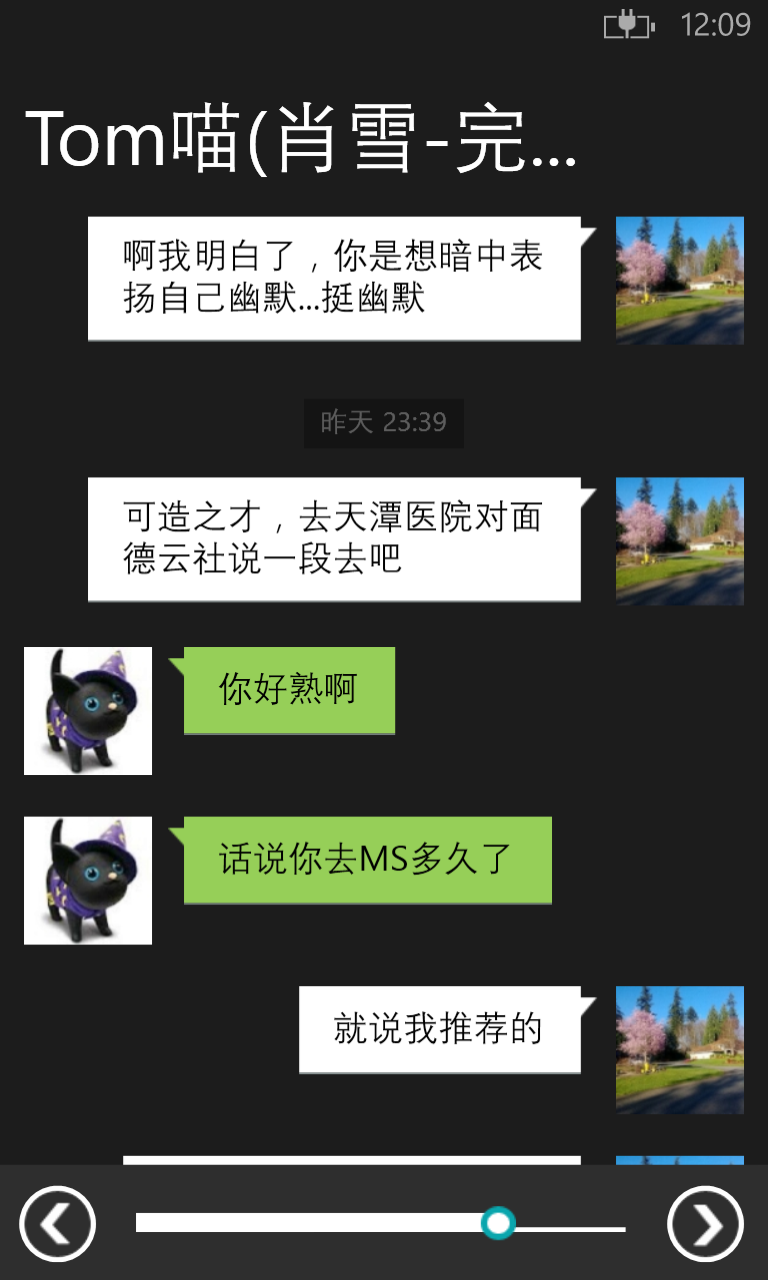 12:09
Tom喵(肖雪-完...
啊我明白了，你是想暗中表
扬自己幽默...挺幽默
昨天 23:39
可造之才，去天潭医院对面
德云社说一段去吧
你好熟啊
话说你去MS多久了
就说我推荐的